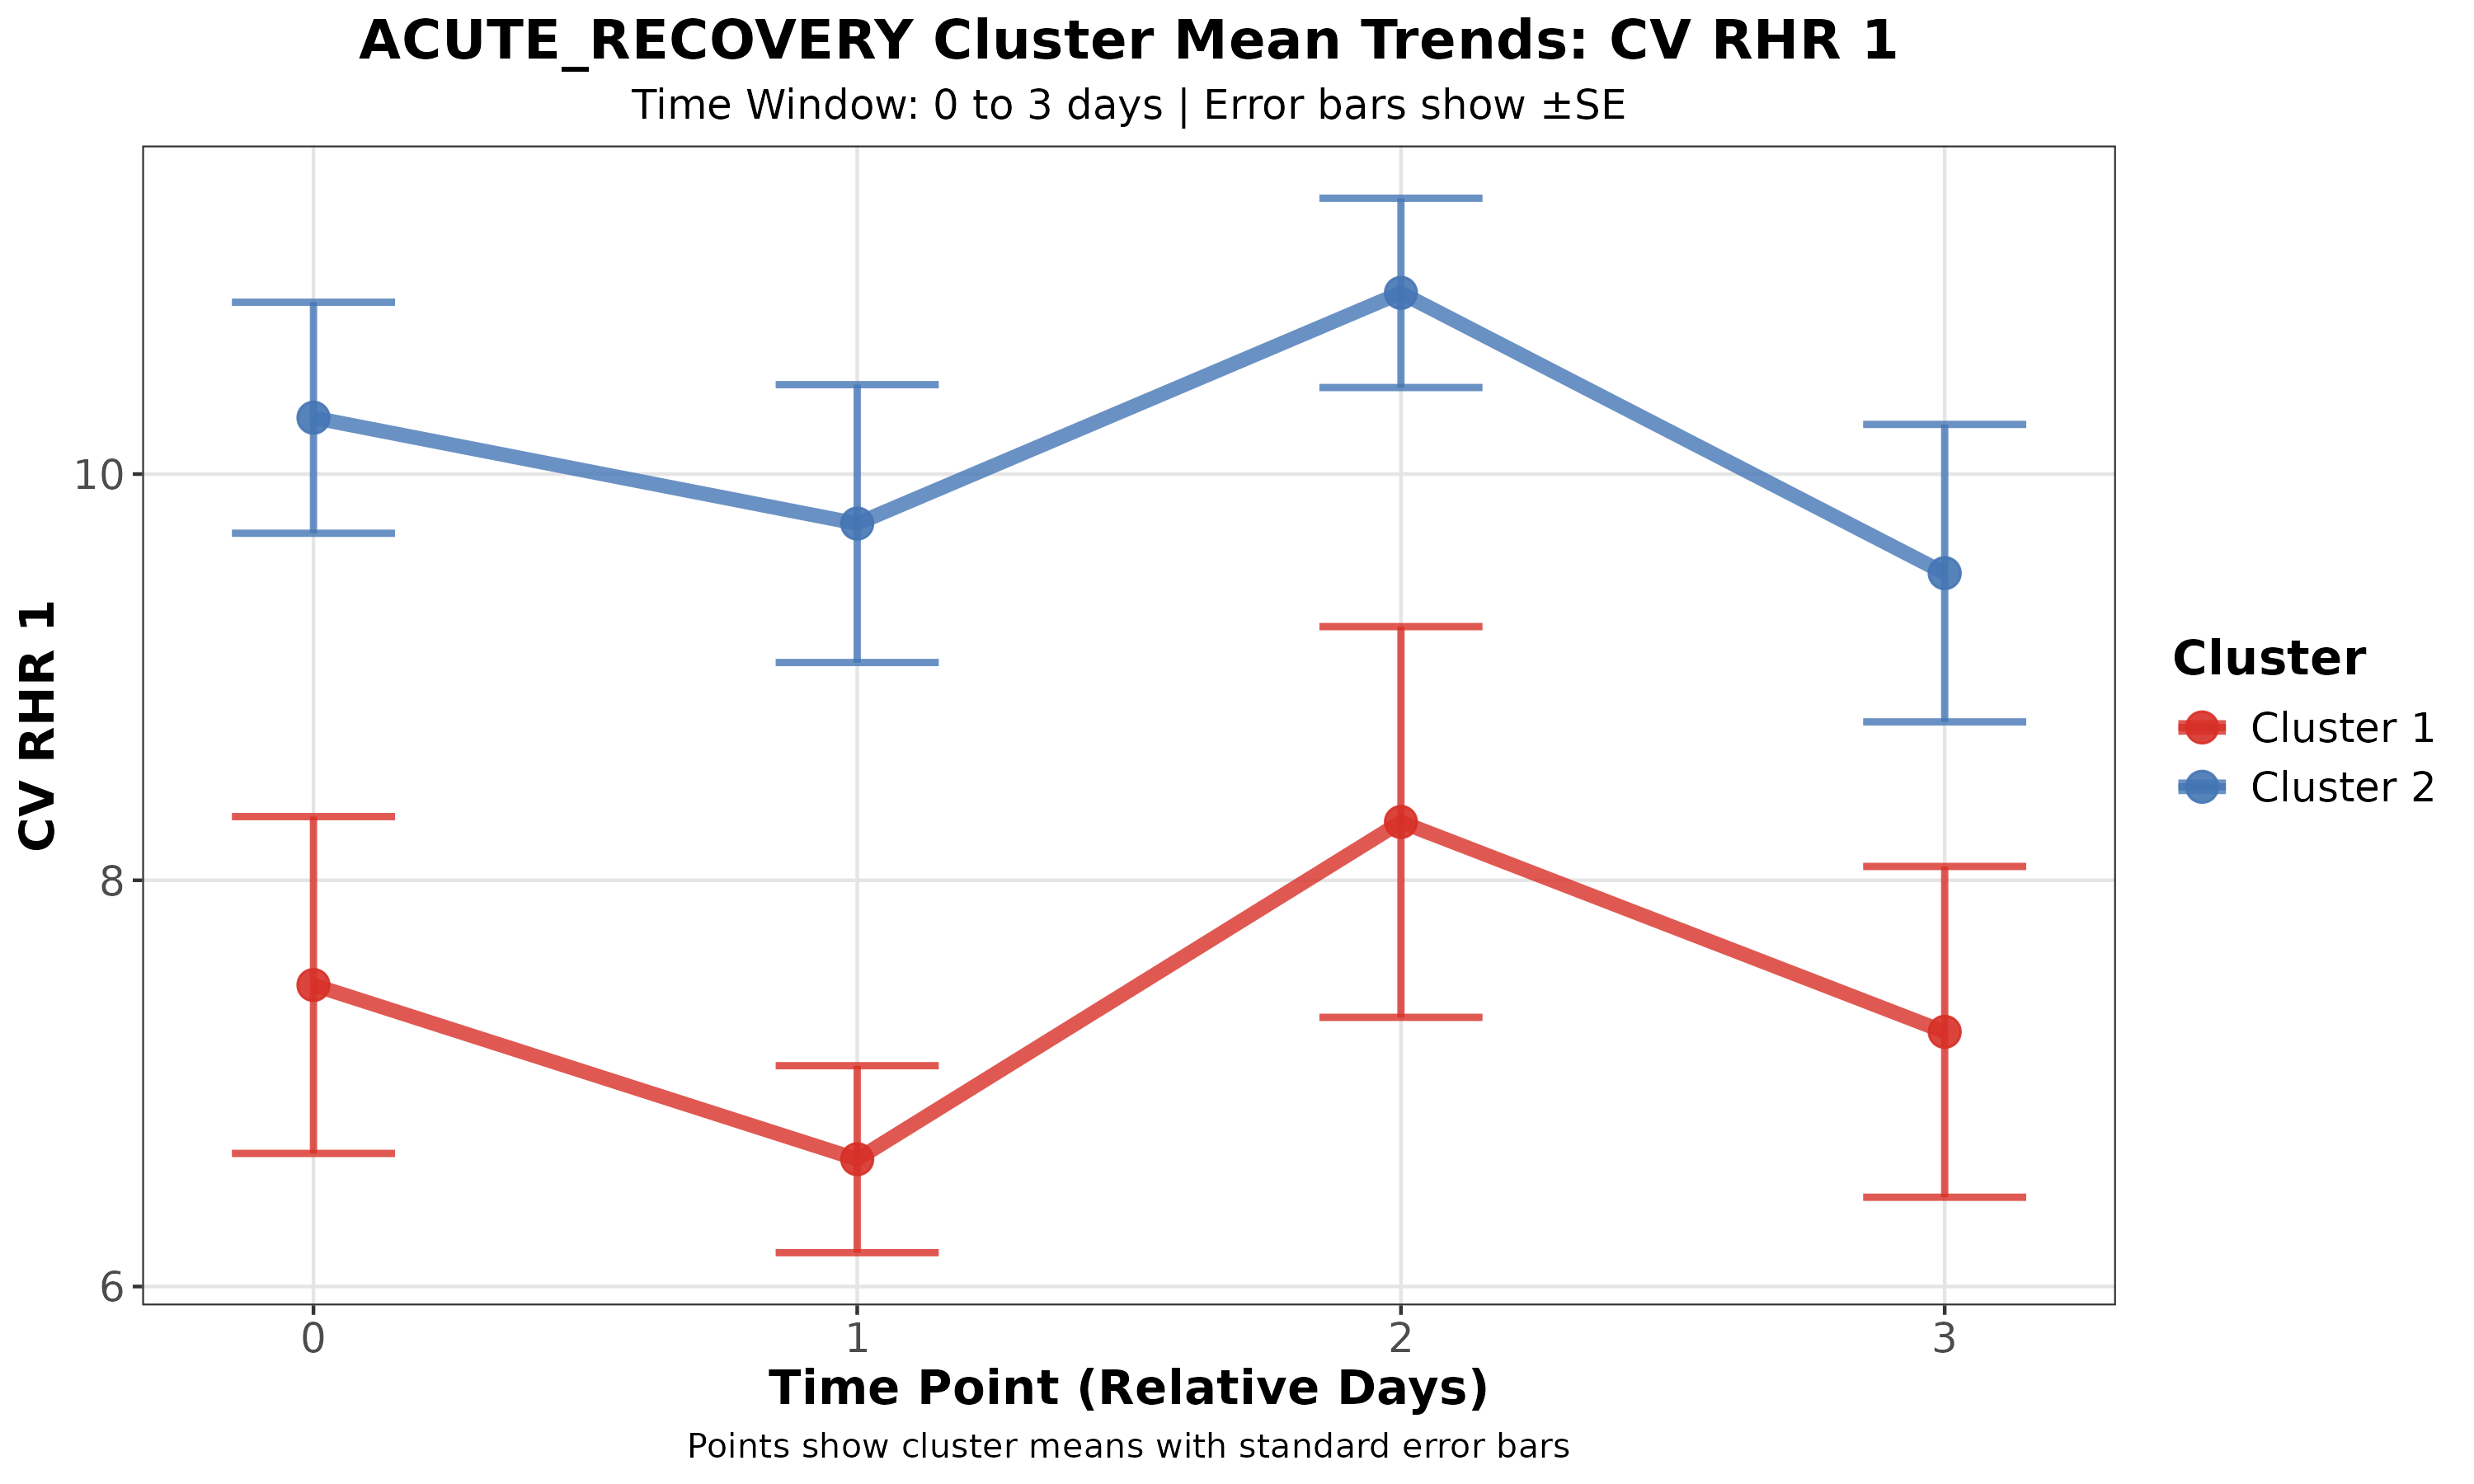 ACUTE_RECOVERY Cluster Mean Trends: CV RHR 1
Time Window: 0 to 3 days | Error bars show ±SE
CV RHR 1
10
8
6
0 1 2 3
Time Point (Relative Days)
Points show cluster means with standard error bars
Cluster
Cluster 1
Cluster 2